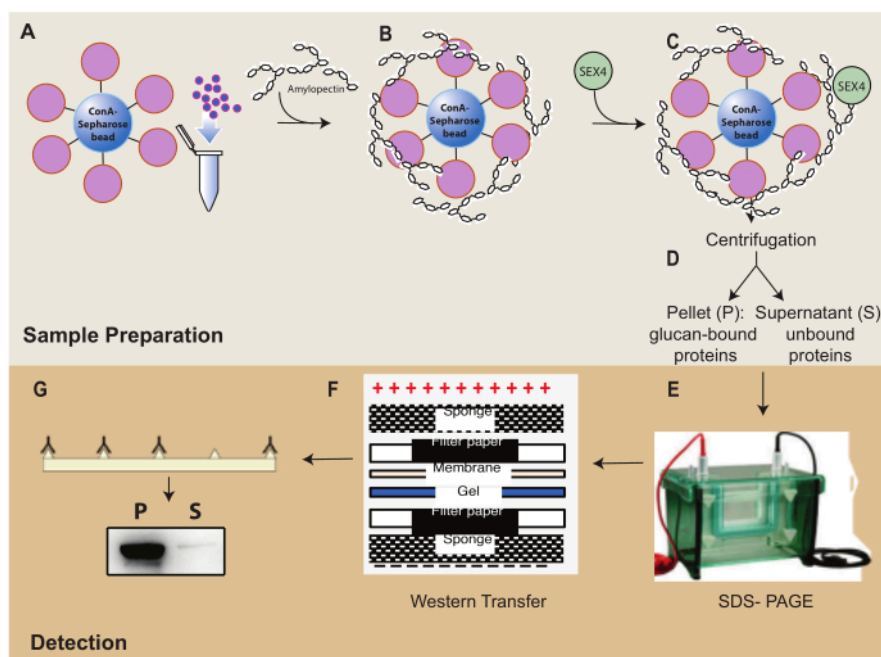 A
ConA-
Sepharose
bead
Amylopectin
B
ConA-
Sepharose
bead
SEX4
C
ConA-
Sepharose
bead
SEX4
Centrifugation
D
Pellet (P):
glucan-bound
proteins
Supernatant (S)
unbound
proteins
Sample Preparation
G
P S
F
+ + + + + + + + + +
Sponge
Filter paper
Membrane
Gel
Filter paper
Sponge
Western Transfer
E
SDS- PAGE
Detection